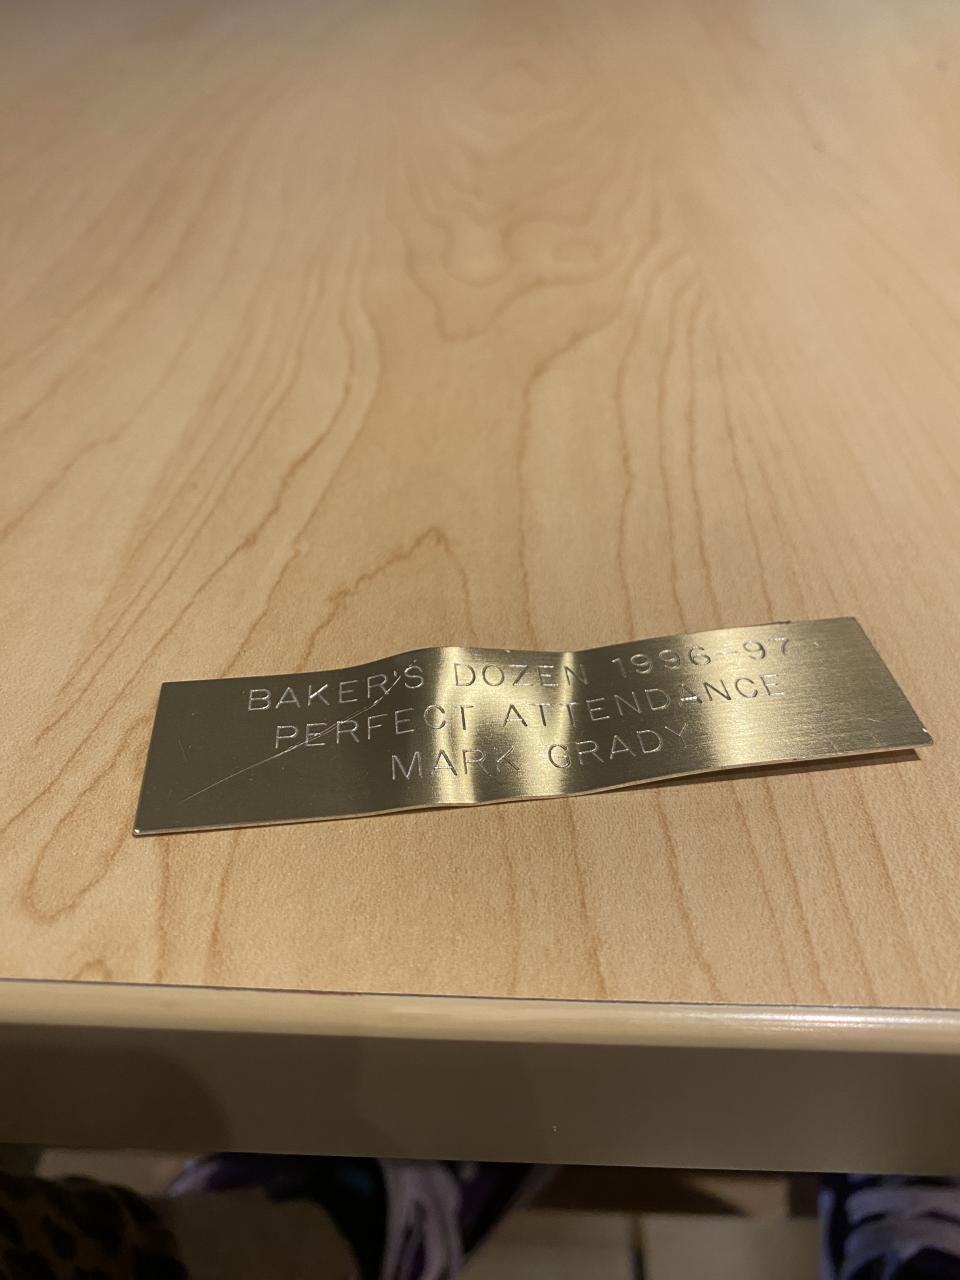 BAKER'S DOZEN 1996-97
PERFECT ATTENDANCE
MARK GRADY